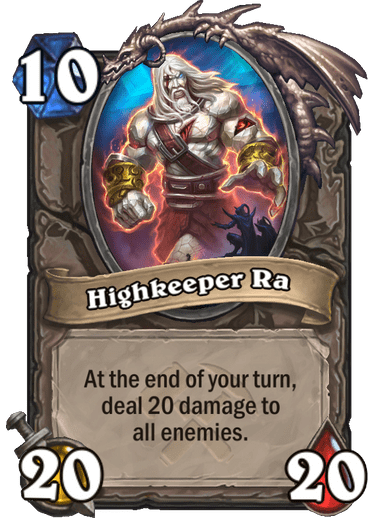 10
Highkeeper Ra
At the end of your turn,
deal 20 damage to
all enemies.
20 20